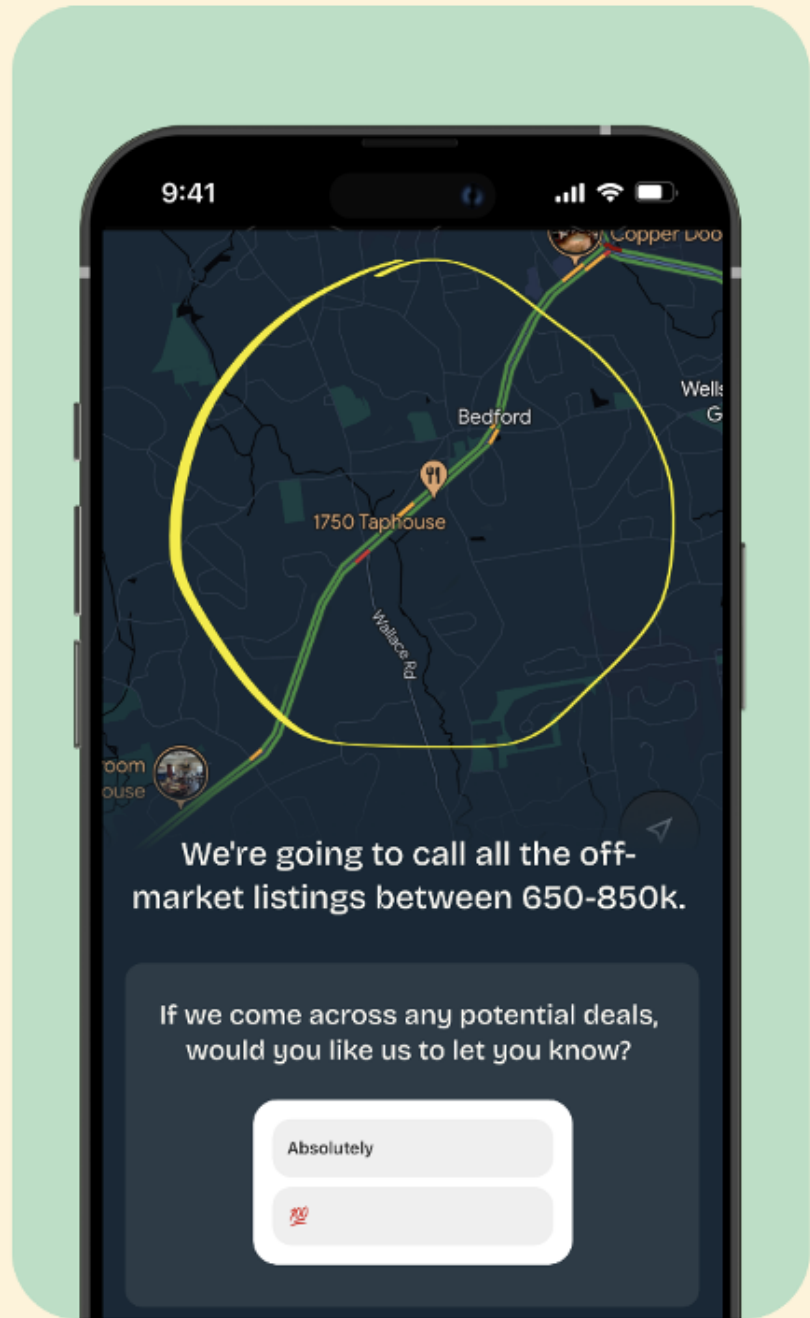 9:41
Copper Doo
Wells
G
Bedford
1750 Taphouse
Wallace Rd
room
ouse
We're going to call all the off-
market listings between 650-850k.
If we come across any potential deals,
would you like us to let you know?
Absolutely
💯